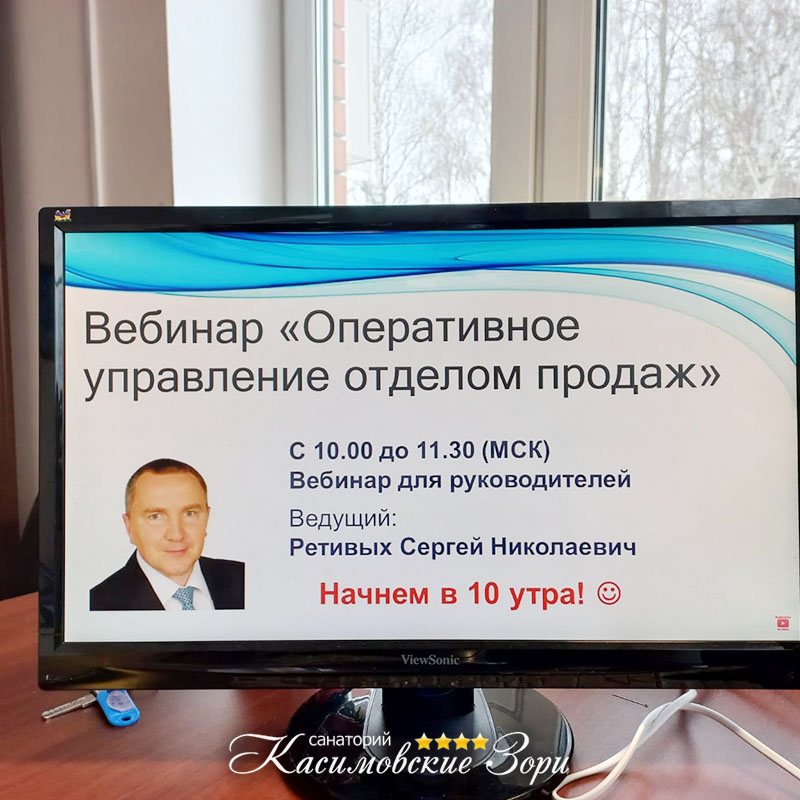 Вебинар «Оперативное
управление отделом продаж»
С 10.00 до 11.30 (МСК)
Вебинар для руководителей
Ведущий:
Ретивых Сергей Николаевич
Начнем в 10 утра! ☺
ViewSonic
санаторий
Касимовские Зори